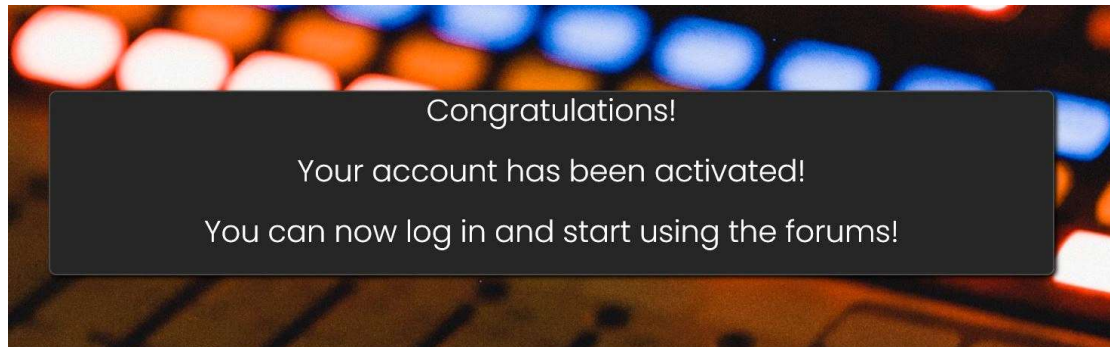 Congratulations!
Your account has been activated!
You can now log in and start using the forums!